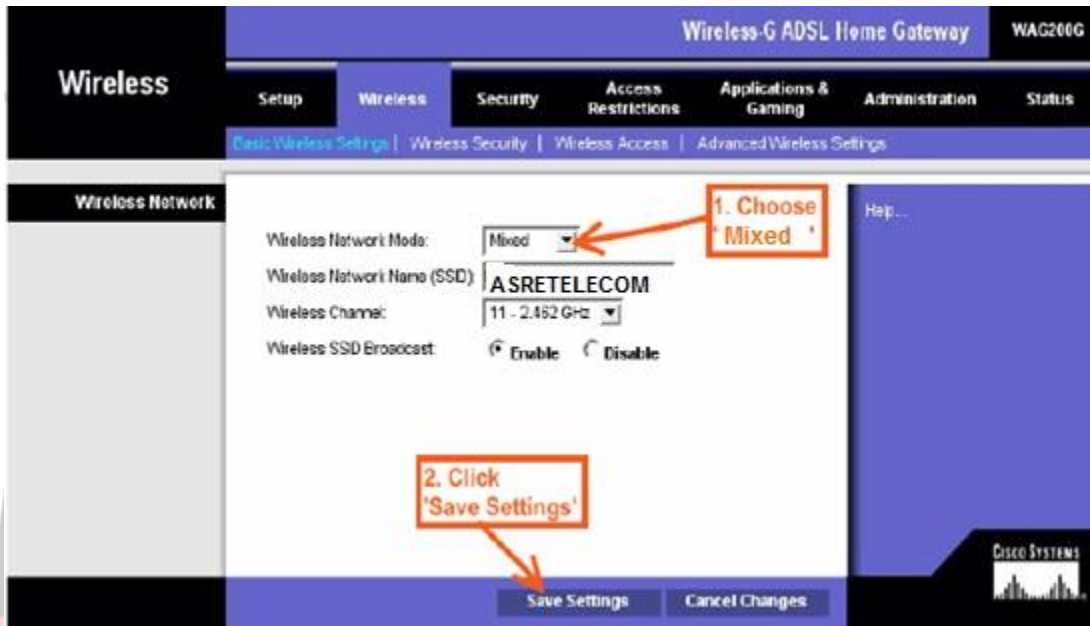 Wireless-G ADSL Home Gateway WAG200G
Wireless
Setup Wireless Security Access Restrictions Applications & Gaming Administration Status
Basic Wireless Settings | Wireless Security | Wireless Access | Advanced Wireless Settings
Wireless Network
1. Choose
' Mixed '
Help...
Wireless Network Mode: Mixed
Wireless Network Name (SSID) ASRETELECOM
Wireless Channel: 11 - 2.462 GHz
Wireless SSID Broadcast: Enable Disable
2. Click
'Save Settings'
CISCO SYSTEMS
Save Settings Cancel Changes